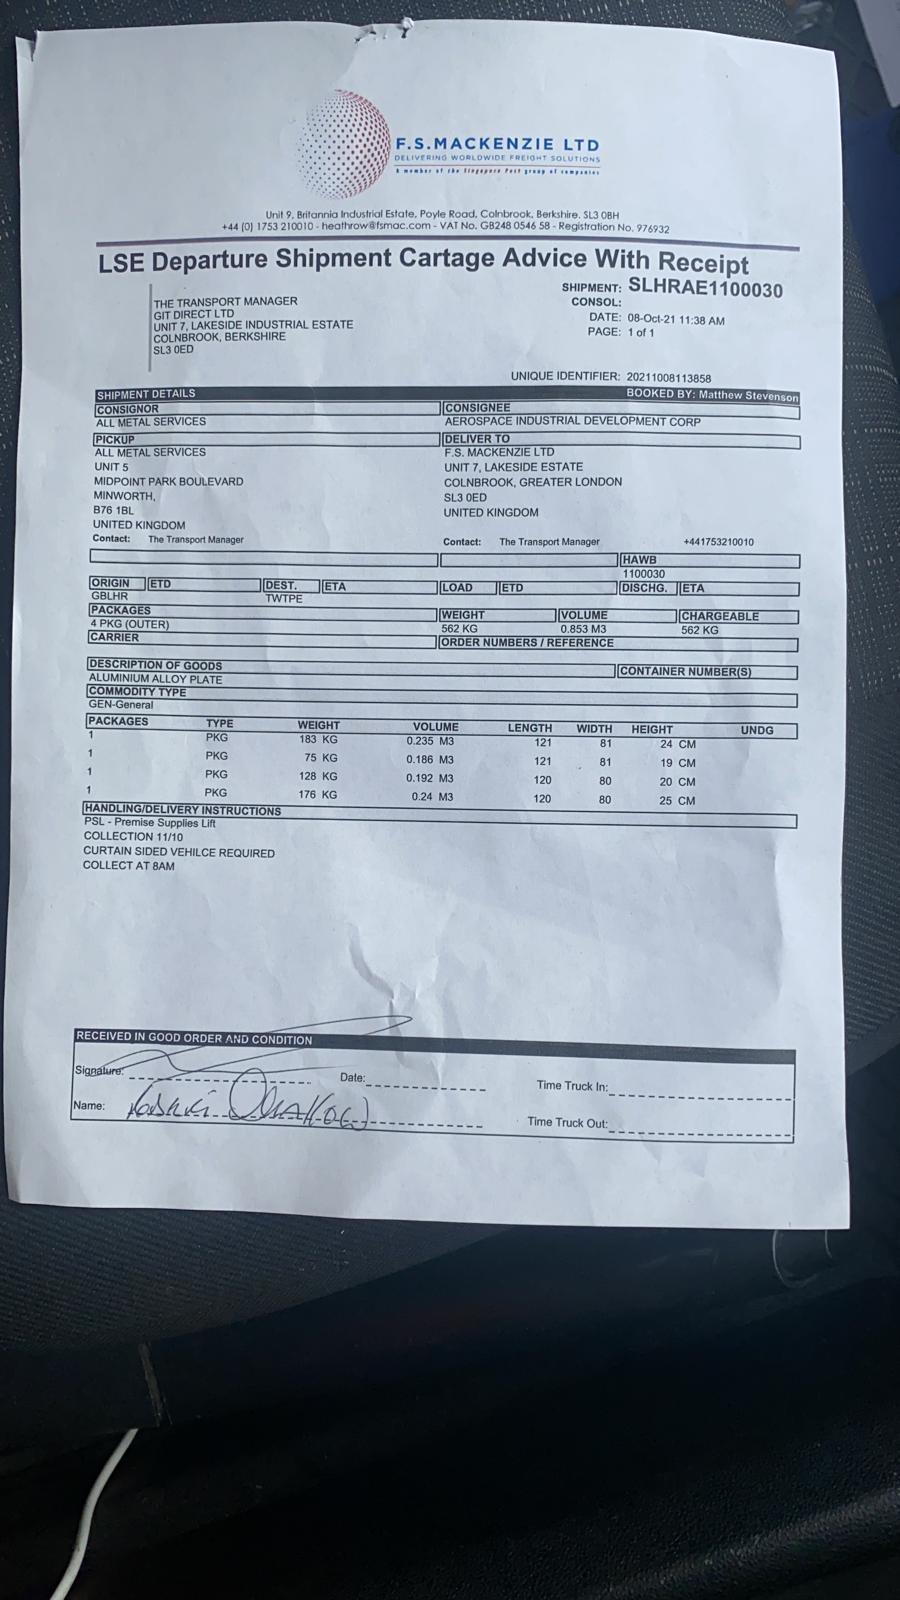 F.S.MACKENZIE LTD
DELIVERING WORLDWIDE FREIGHT SOLUTIONS
A member of the Singapore Post group of companies
Unit 9, Britannia Industrial Estate, Poyle Road, Colnbrook, Berkshire. SL3 0BH
+44 (0) 1753 210010 - heathrow@fsmac.com - VAT No. GB248 0546 58 - Registration No. 976932
LSE Departure Shipment Cartage Advice With Receipt
SHIPMENT: SLHRAE1100030
CONSOL:
DATE: 08-Oct-21 11:38 AM
PAGE: 1 of 1
THE TRANSPORT MANAGER
GIT DIRECT LTD
UNIT 7, LAKESIDE INDUSTRIAL ESTATE
COLNBROOK, BERKSHIRE
SL3 0ED
UNIQUE IDENTIFIER: 20211008113858
SHIPMENT DETAILS BOOKED BY: Matthew Stevenson
CONSIGNOR CONSIGNEE
ALL METAL SERVICES AEROSPACE INDUSTRIAL DEVELOPMENT CORP
PICKUP DELIVER TO
ALL METAL SERVICES F.S. MACKENZIE LTD
UNIT 5 UNIT 7, LAKESIDE ESTATE
MIDPOINT PARK BOULEVARD COLNBROOK, GREATER LONDON
MINWORTH, SL3 0ED
B76 1BL UNITED KINGDOM
UNITED KINGDOM
Contact: The Transport Manager Contact: The Transport Manager +441753210010
HAWB
1100030
ORIGIN ETD DEST. ETA LOAD ETD DISCHG. ETA
GBLHR TWTPE
PACKAGES WEIGHT VOLUME CHARGEABLE
4 PKG (OUTER) 562 KG 0.853 M3 562 KG
CARRIER ORDER NUMBERS / REFERENCE
DESCRIPTION OF GOODS CONTAINER NUMBER(S)
ALUMINIUM ALLOY PLATE
COMMODITY TYPE
GEN-General
PACKAGES TYPE WEIGHT VOLUME LENGTH WIDTH HEIGHT UNDG
1 PKG 183 KG 0.235 M3 121 81 24 CM
1 PKG 75 KG 0.186 M3 121 81 19 CM
1 PKG 128 KG 0.192 M3 120 80 20 CM
1 PKG 176 KG 0.24 M3 120 80 25 CM
HANDLING/DELIVERY INSTRUCTIONS
PSL - Premise Supplies Lift
COLLECTION 11/10
CURTAIN SIDED VEHILCE REQUIRED
COLLECT AT 8AM
RECEIVED IN GOOD ORDER AND CONDITION
Signature: Date: Time Truck In:
Name: Time Truck Out: